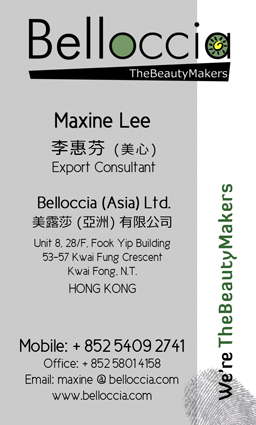 Belloccia
TheBeautyMakers
Maxine Lee
李惠芬 (美心)
Export Consultant
Belloccia (Asia) Ltd.
美露莎 (亞洲) 有限公司
Unit 8, 28/F, Fook Yip Building
53-57 Kwai Fung Crescent
Kwai Fong, N.T.
HONG KONG
Mobile: + 852 5409 2741
Office: + 852 5801 4158
Email: maxine @ belloccia.com
www.belloccia.com
We're TheBeautyMakers